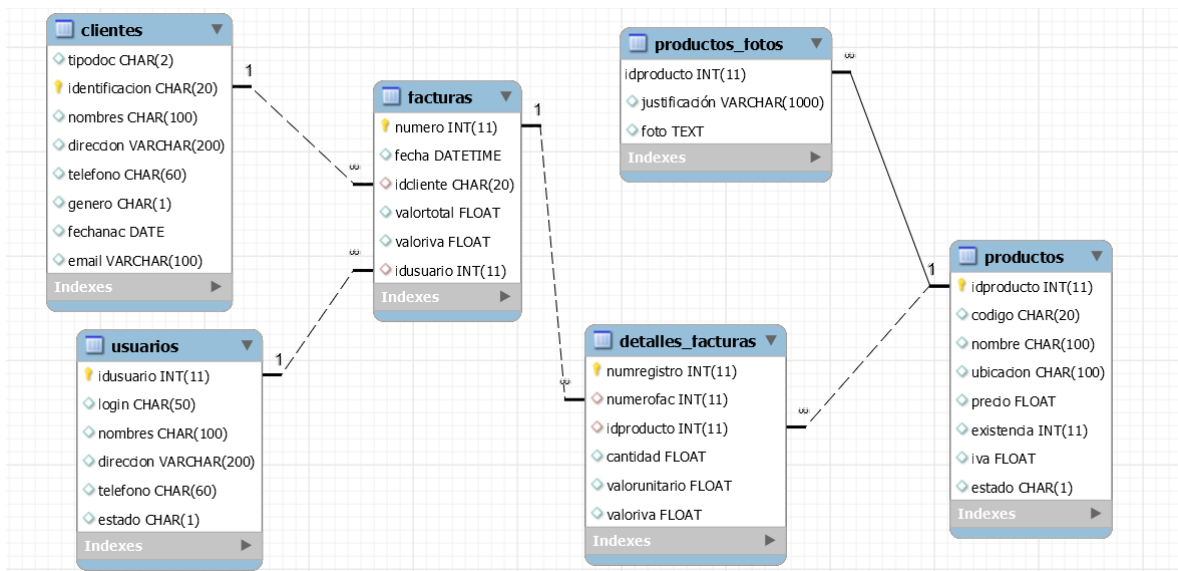 clientes
tipodoc CHAR(2)
identificacion CHAR(20)
nombres CHAR(100)
direccion VARCHAR(200)
telefono CHAR(60)
genero CHAR(1)
fechanac DATE
email VARCHAR(100)
Indexes
1
∞
facturas
numero INT(11)
fecha DATETIME
idcliente CHAR(20)
valortotal FLOAT
valoriva FLOAT
idusuario INT(11)
Indexes
1
∞
usuarios
idusuario INT(11)
login CHAR(50)
nombres CHAR(100)
direccion VARCHAR(200)
telefono CHAR(60)
estado CHAR(1)
Indexes
1
∞
productos_fotos
idproducto INT(11)
justificación VARCHAR(1000)
foto TEXT
Indexes
∞
1
detalles_facturas
numregistro INT(11)
numerofac INT(11)
idproducto INT(11)
cantidad FLOAT
valorunitario FLOAT
valoriva FLOAT
Indexes
∞
productos
idproducto INT(11)
codigo CHAR(20)
nombre CHAR(100)
ubicacion CHAR(100)
precio FLOAT
existencia INT(11)
iva FLOAT
estado CHAR(1)
Indexes